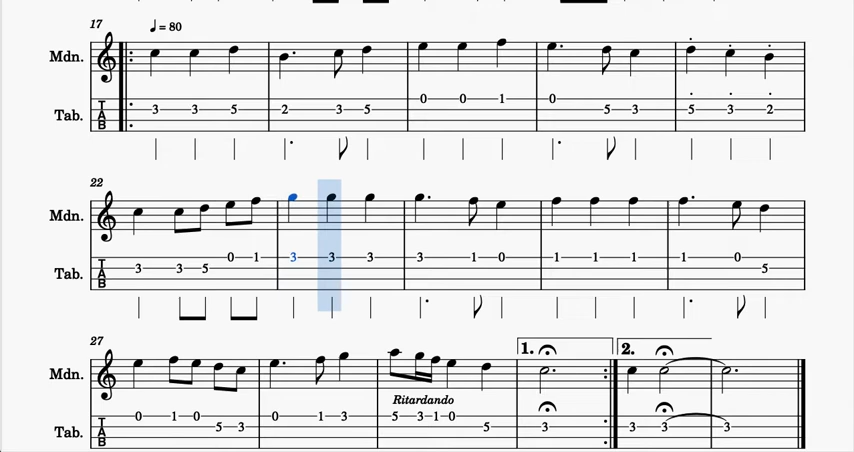 17
♩ = 80
Mdn.
Tab. T A B 3 3 5 2 3 5 0 0 1 0 5 3 5 3 2
22
Mdn.
Tab. T A B 3 3 5 0 1 3 3 3 3 1 0 1 1 1 1 0 5
27
1. 2.
Mdn.
Ritardando
Tab. T A B 0 1 0 5 3 0 1 3 5 3 1 0 5 3 3 3 3